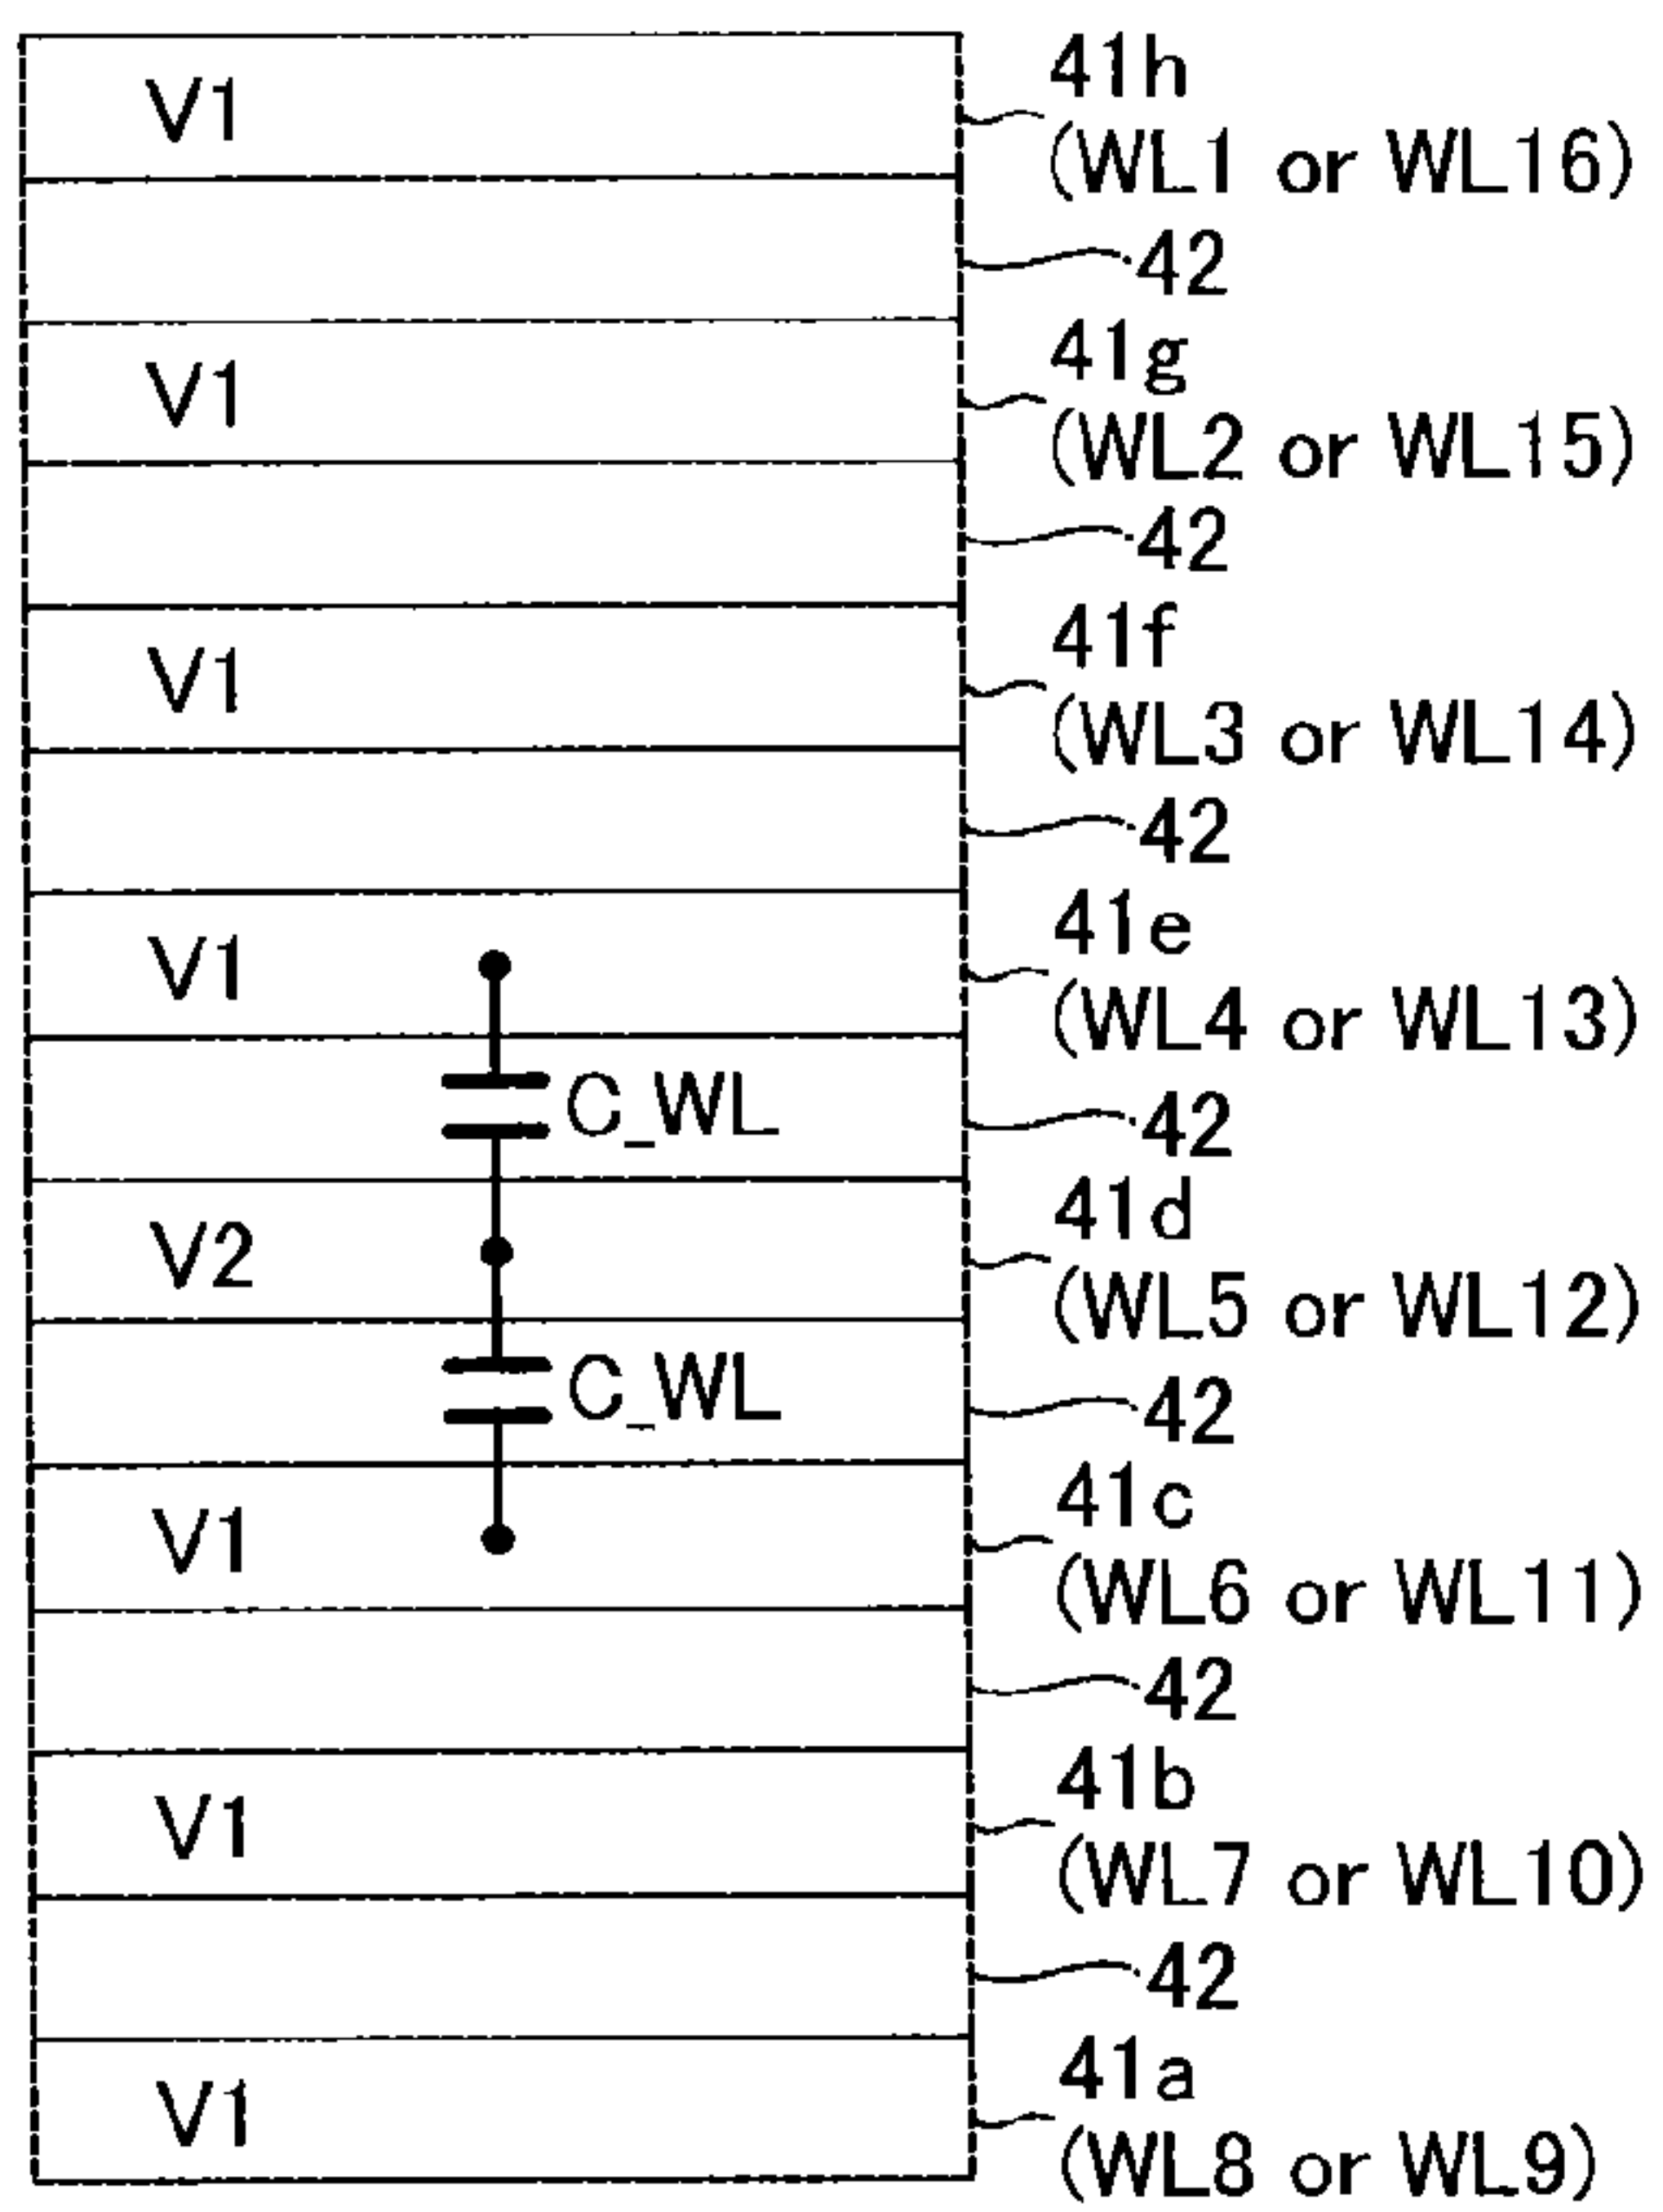 V1
41h
(WL1 or WL16)
42
V1
41g
(WL2 or WL15)
42
V1
41f
(WL3 or WL14)
42
V1
41e
(WL4 or WL13)
C_WL
42
V2
41d
(WL5 or WL12)
C_WL
42
V1
41c
(WL6 or WL11)
42
V1
41b
(WL7 or WL10)
42
V1
41a
(WL8 or WL9)